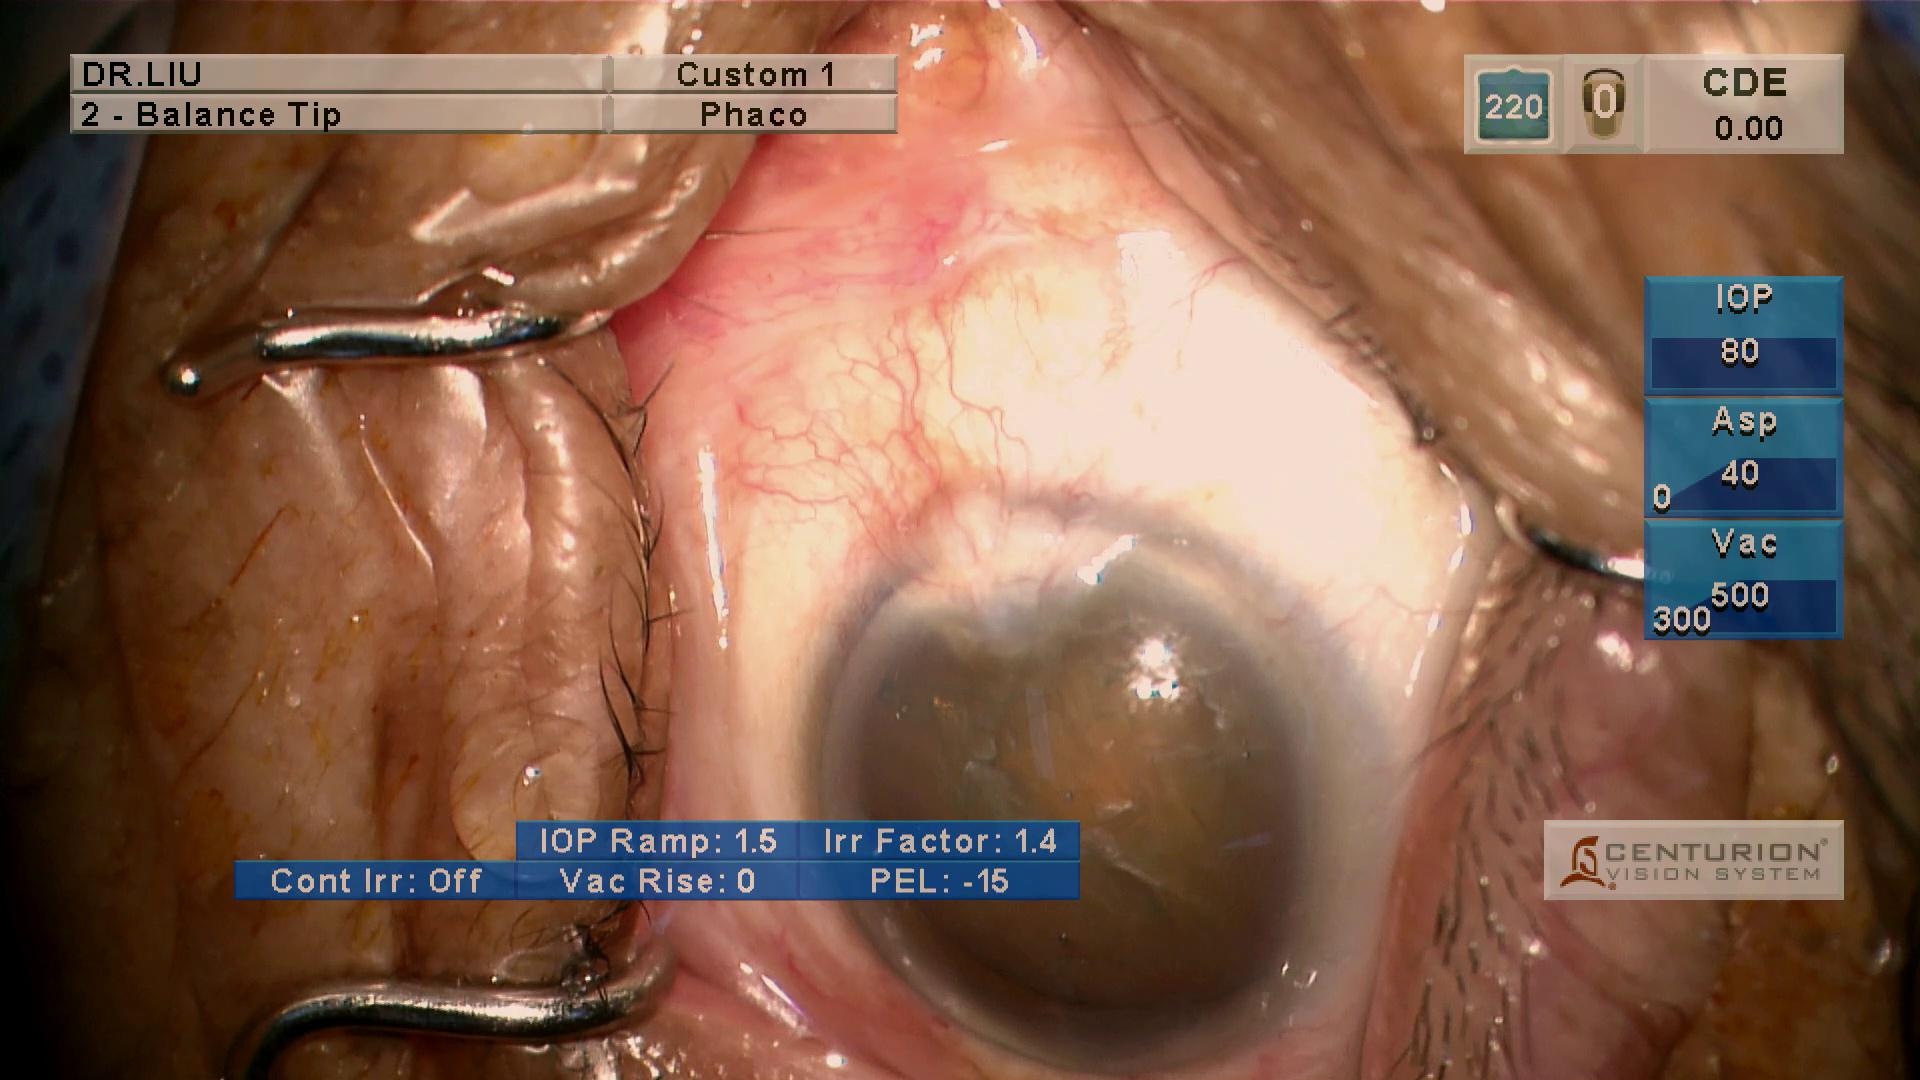 DR.LIU
Custom 1
2 - Balance Tip
Phaco
220
0
CDE
0.00
IOP
80
Asp
0 40
Vac
300 500
IOP Ramp: 1.5
Irr Factor: 1.4
Cont Irr: Off
Vac Rise: 0
PEL: -15
CENTURION®
VISION SYSTEM